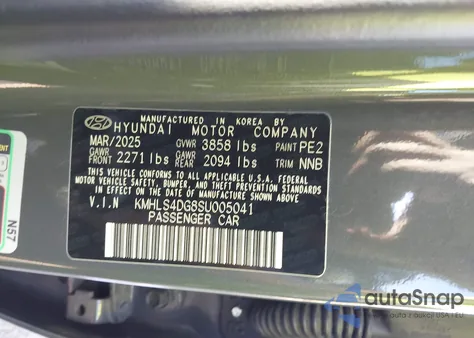 MANUFACTURED IN KOREA BY
HYUNDAI MOTOR COMPANY
MAR/2025 GVWR 3858 lbs PAINT PE2
GAWR FRONT 2271 lbs GAWR REAR 2094 lbs TRIM NNB
THIS VEHICLE CONFORMS TO ALL APPLICABLE U.S. FEDERAL
MOTOR VEHICLE SAFETY, BUMPER, AND THEFT PREVENTION STANDARDS
IN EFFECT ON THE DATE OF MANUFACTURE SHOWN ABOVE.
V.I.N KMHLS4DG8SU005041
PASSENGER CAR
N57
autaSnap